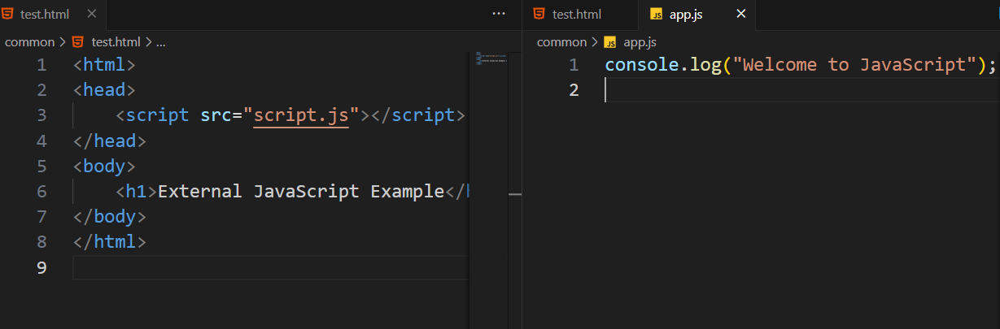 test.html
common > test.html > ...
1 <html>
2 <head>
3 <script src="script.js"></script>
4 </head>
5 <body>
6 <h1>External JavaScript Example</
7 </body>
8 </html>
9
test.html app.js
common > JS app.js
1 console.log("Welcome to JavaScript");
2